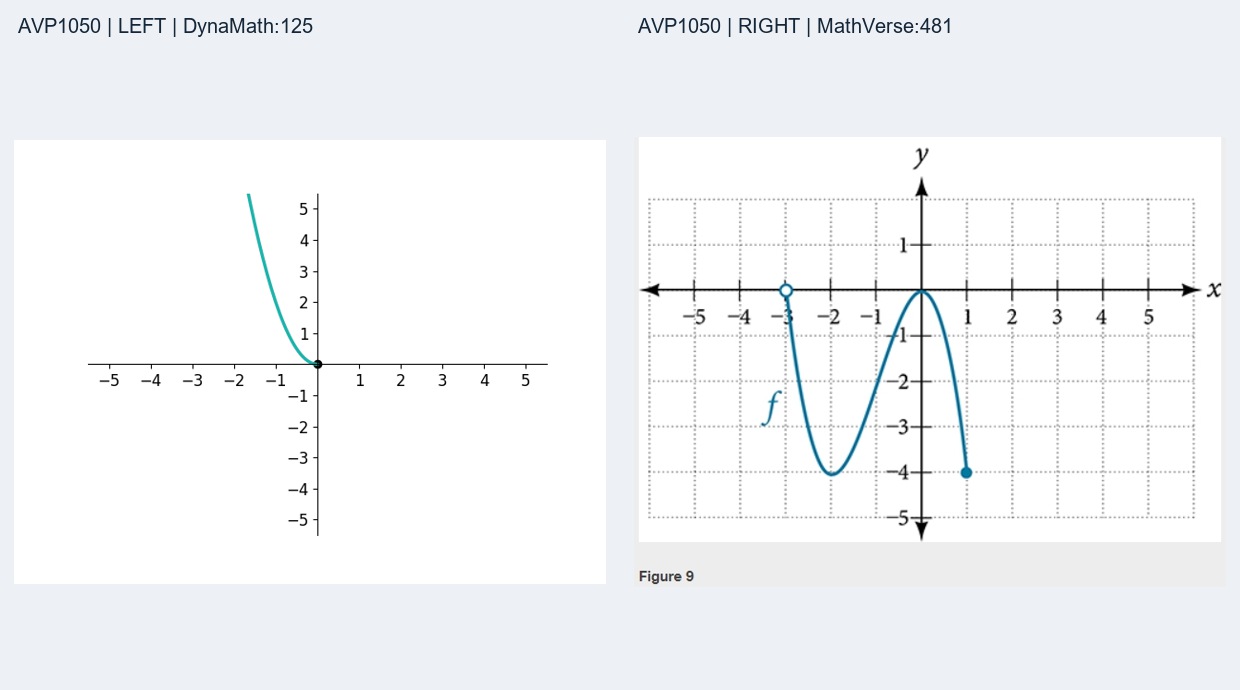 AVP1050 | LEFT | DynaMath:125
AVP1050 | RIGHT | MathVerse:481
5
4
3
2
1
−5 −4 −3 −2 −1 1 2 3 4 5
−1
−2
−3
−4
−5
y
1
x
−5 −4 −3 −2 −1 1 2 3 4 5
−1
−2
f
−3
−4
−5
Figure 9